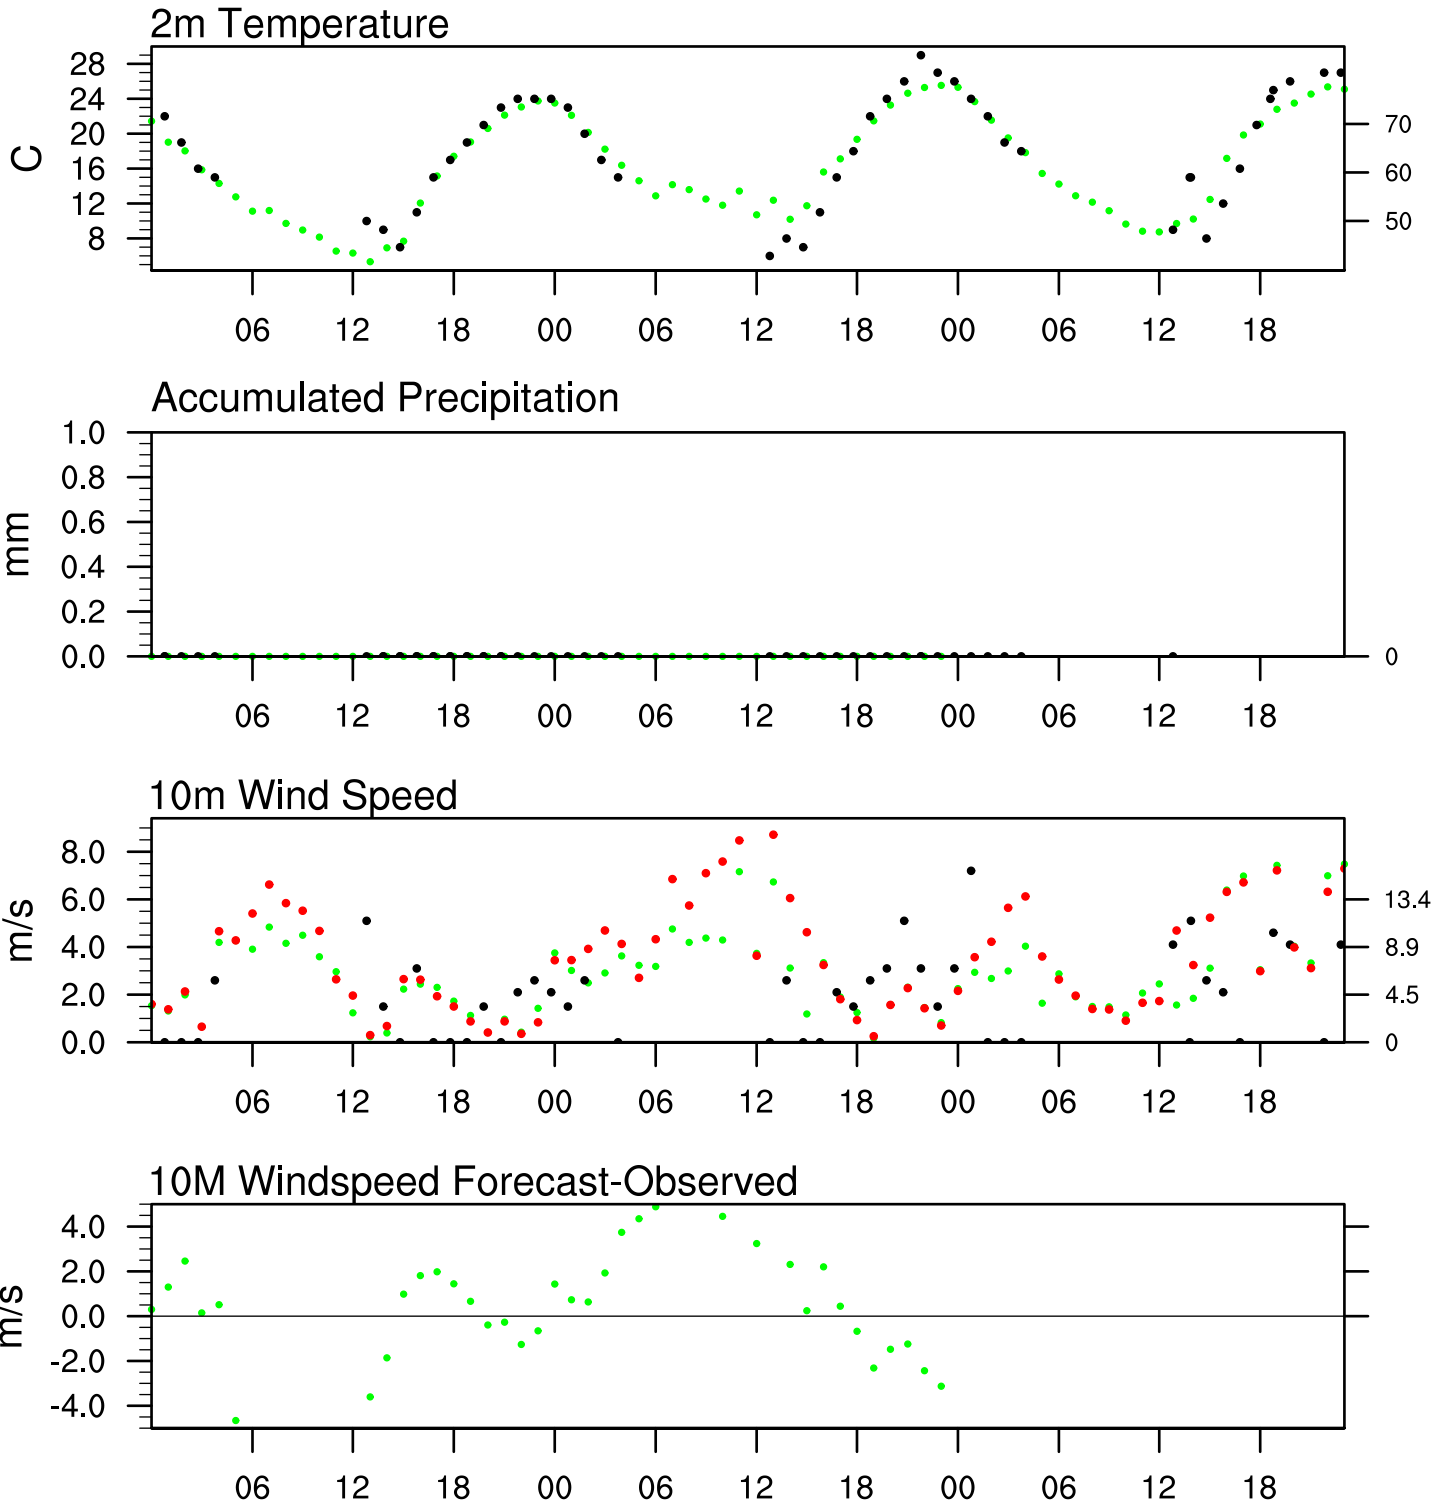 2m Temperature
C
28
24
20
16
12
8
70
60
50
06 12 18 00 06 12 18 00 06 12 18
Accumulated Precipitation
mm
1.0
0.8
0.6
0.4
0.2
0.0
0
06 12 18 00 06 12 18 00 06 12 18
10m Wind Speed
m/s
8.0
6.0
4.0
2.0
0.0
13.4
8.9
4.5
0
06 12 18 00 06 12 18 00 06 12 18
10M Windspeed Forecast-Observed
m/s
4.0
2.0
0.0
-2.0
-4.0
06 12 18 00 06 12 18 00 06 12 18